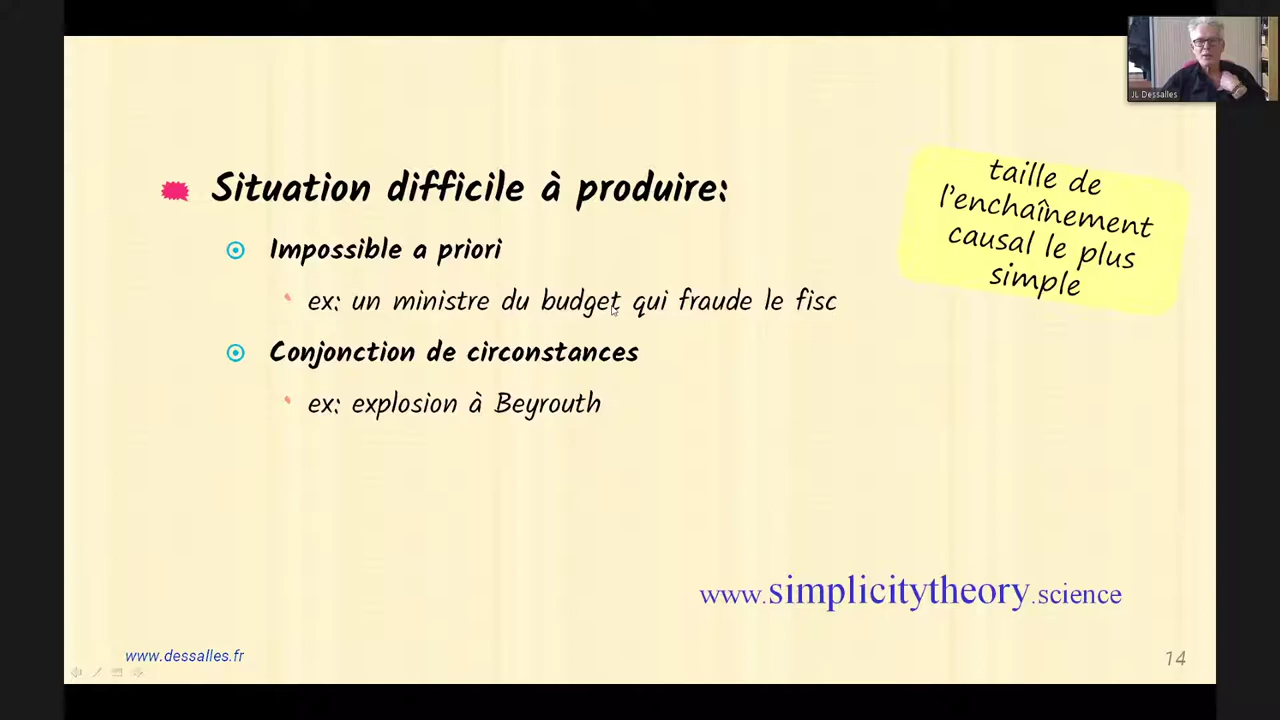 JL Dessalles
Situation difficile à produire:
Impossible a priori
ex: un ministre du budget qui fraude le fisc
Conjonction de circonstances
ex: explosion à Beyrouth
taille de
l'enchaînement
causal le plus
simple
www.simplicitytheory.science
www.dessalles.fr
14